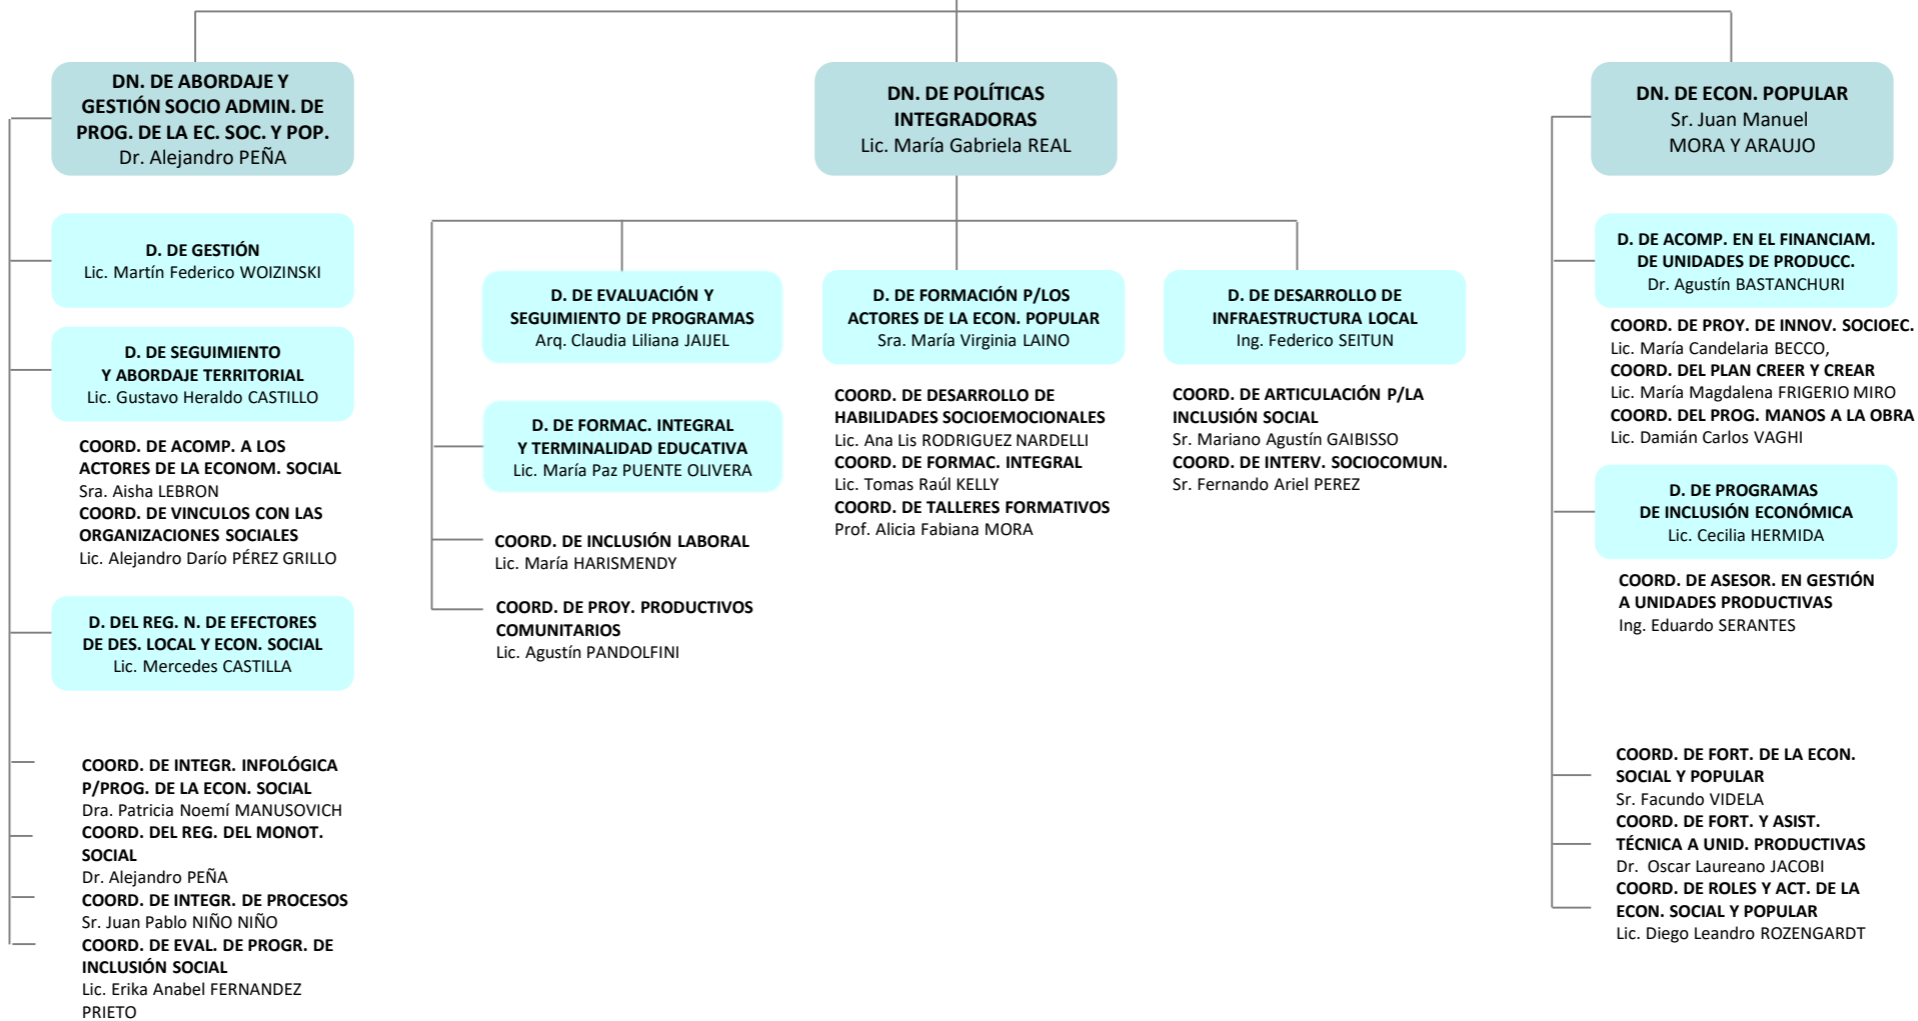 DN. DE ABORDAJE Y
GESTIÓN SOCIO ADMIN. DE
PROG. DE LA EC. SOC. Y POP.
Dr. Alejandro PEÑA
D. DE GESTIÓN
Lic. Martín Federico WOIZINSKI
D. DE SEGUIMIENTO
Y ABORDAJE TERRITORIAL
Lic. Gustavo Heraldo CASTILLO
COORD. DE ACOMP. A LOS
ACTORES DE LA ECONOM. SOCIAL
Sra. Aisha LEBRON
COORD. DE VINCULOS CON LAS
ORGANIZACIONES SOCIALES
Lic. Alejandro Darío PÉREZ GRILLO
D. DEL REG. N. DE EFECTORES
DE DES. LOCAL Y ECON. SOCIAL
Lic. Mercedes CASTILLA
COORD. DE INTEGR. INFOLÓGICA
P/PROG. DE LA ECON. SOCIAL
Dra. Patricia Noemí MANUSOVICH
COORD. DEL REG. DEL MONOT.
SOCIAL
Dr. Alejandro PEÑA
COORD. DE INTEGR. DE PROCESOS
Sr. Juan Pablo NIÑO NIÑO
COORD. DE EVAL. DE PROGR. DE
INCLUSIÓN SOCIAL
Lic. Erika Anabel FERNANDEZ
PRIETO
DN. DE POLÍTICAS
INTEGRADORAS
Lic. María Gabriela REAL
D. DE EVALUACIÓN Y
SEGUIMIENTO DE PROGRAMAS
Arq. Claudia Liliana JAIJEL
D. DE FORMAC. INTEGRAL
Y TERMINALIDAD EDUCATIVA
Lic. María Paz PUENTE OLIVERA
COORD. DE INCLUSIÓN LABORAL
Lic. María HARISMENDY
COORD. DE PROY. PRODUCTIVOS
COMUNITARIOS
Lic. Agustín PANDOLFINI
D. DE FORMACIÓN P/LOS
ACTORES DE LA ECON. POPULAR
Sra. María Virginia LAINO
COORD. DE DESARROLLO DE
HABILIDADES SOCIOEMOCIONALES
Lic. Ana Lis RODRIGUEZ NARDELLI
COORD. DE FORMAC. INTEGRAL
Lic. Tomas Raúl KELLY
COORD. DE TALLERES FORMATIVOS
Prof. Alicia Fabiana MORA
D. DE DESARROLLO DE
INFRAESTRUCTURA LOCAL
Ing. Federico SEITUN
COORD. DE ARTICULACIÓN P/LA
INCLUSIÓN SOCIAL
Sr. Mariano Agustín GAIBISSO
COORD. DE INTERV. SOCIOCOMUN.
Sr. Fernando Ariel PEREZ
DN. DE ECON. POPULAR
Sr. Juan Manuel
MORA Y ARAUJO
D. DE ACOMP. EN EL FINANCIAM.
DE UNIDADES DE PRODUCC.
Dr. Agustín BASTANCHURI
COORD. DE PROY. DE INNOV. SOCIOEC.
Lic. María Candelaria BECCO,
COORD. DEL PLAN CREER Y CREAR
Lic. María Magdalena FRIGERIO MIRO
COORD. DEL PROG. MANOS A LA OBRA
Lic. Damián Carlos VAGHI
D. DE PROGRAMAS
DE INCLUSIÓN ECONÓMICA
Lic. Cecilia HERMIDA
COORD. DE ASESOR. EN GESTIÓN
A UNIDADES PRODUCTIVAS
Ing. Eduardo SERANTES
COORD. DE FORT. DE LA ECON.
SOCIAL Y POPULAR
Sr. Facundo VIDELA
COORD. DE FORT. Y ASIST.
TÉCNICA A UNID. PRODUCTIVAS
Dr. Oscar Laureano JACOBI
COORD. DE ROLES Y ACT. DE LA
ECON. SOCIAL Y POPULAR
Lic. Diego Leandro ROZENGARDT